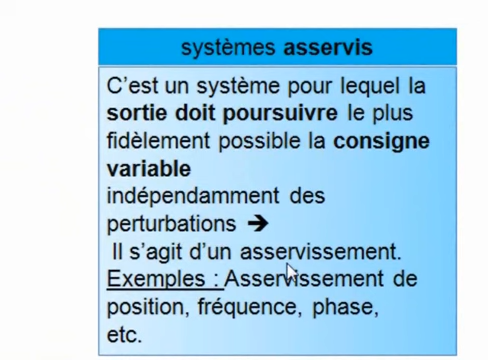 systèmes asservis
C'est un système pour lequel la
sortie doit poursuivre le plus
fidèlement possible la consigne
variable
indépendamment des
perturbations ➔
Il s'agit d'un asservissement.
Exemples : Asservissement de
position, fréquence, phase,
etc.